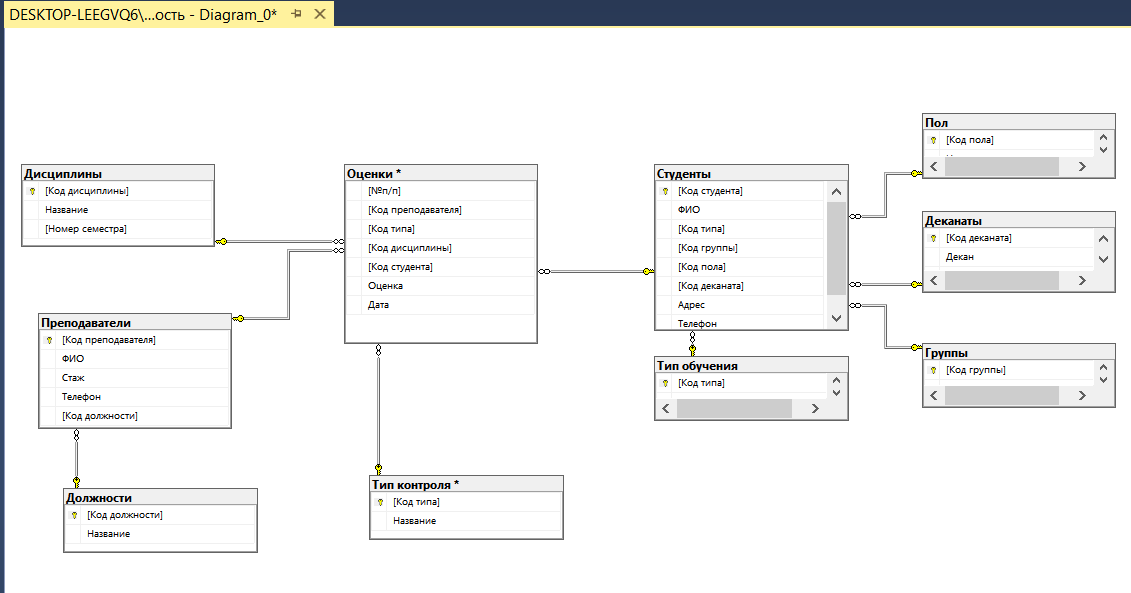 DESKTOP-LEEGVQ6\...ость - Diagram_0*
Дисциплины
[Код дисциплины]
Название
[Номер семестра]
Преподаватели
[Код преподавателя]
ФИО
Стаж
Телефон
[Код должности]
Должности
[Код должности]
Название
Оценки *
[№п/п]
[Код преподавателя]
[Код типа]
[Код дисциплины]
[Код студента]
Оценка
Дата
Тип контроля *
[Код типа]
Название
Студенты
[Код студента]
ФИО
[Код типа]
[Код группы]
[Код пола]
[Код деканата]
Адрес
Телефон
Тип обучения
[Код типа]
Пол
[Код пола]
Деканаты
[Код деканата]
Декан
Группы
[Код группы]